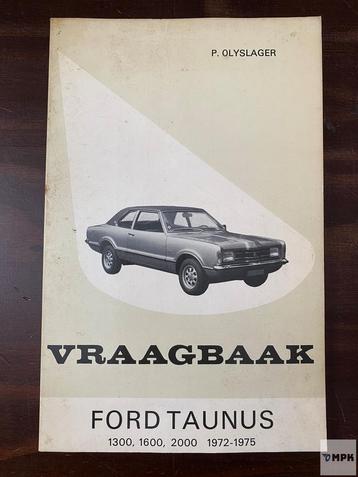 P. OLYSLAGER
VRAAGBAAK
FORD TAUNUS
1300, 1600, 2000 1972-1975
MPK